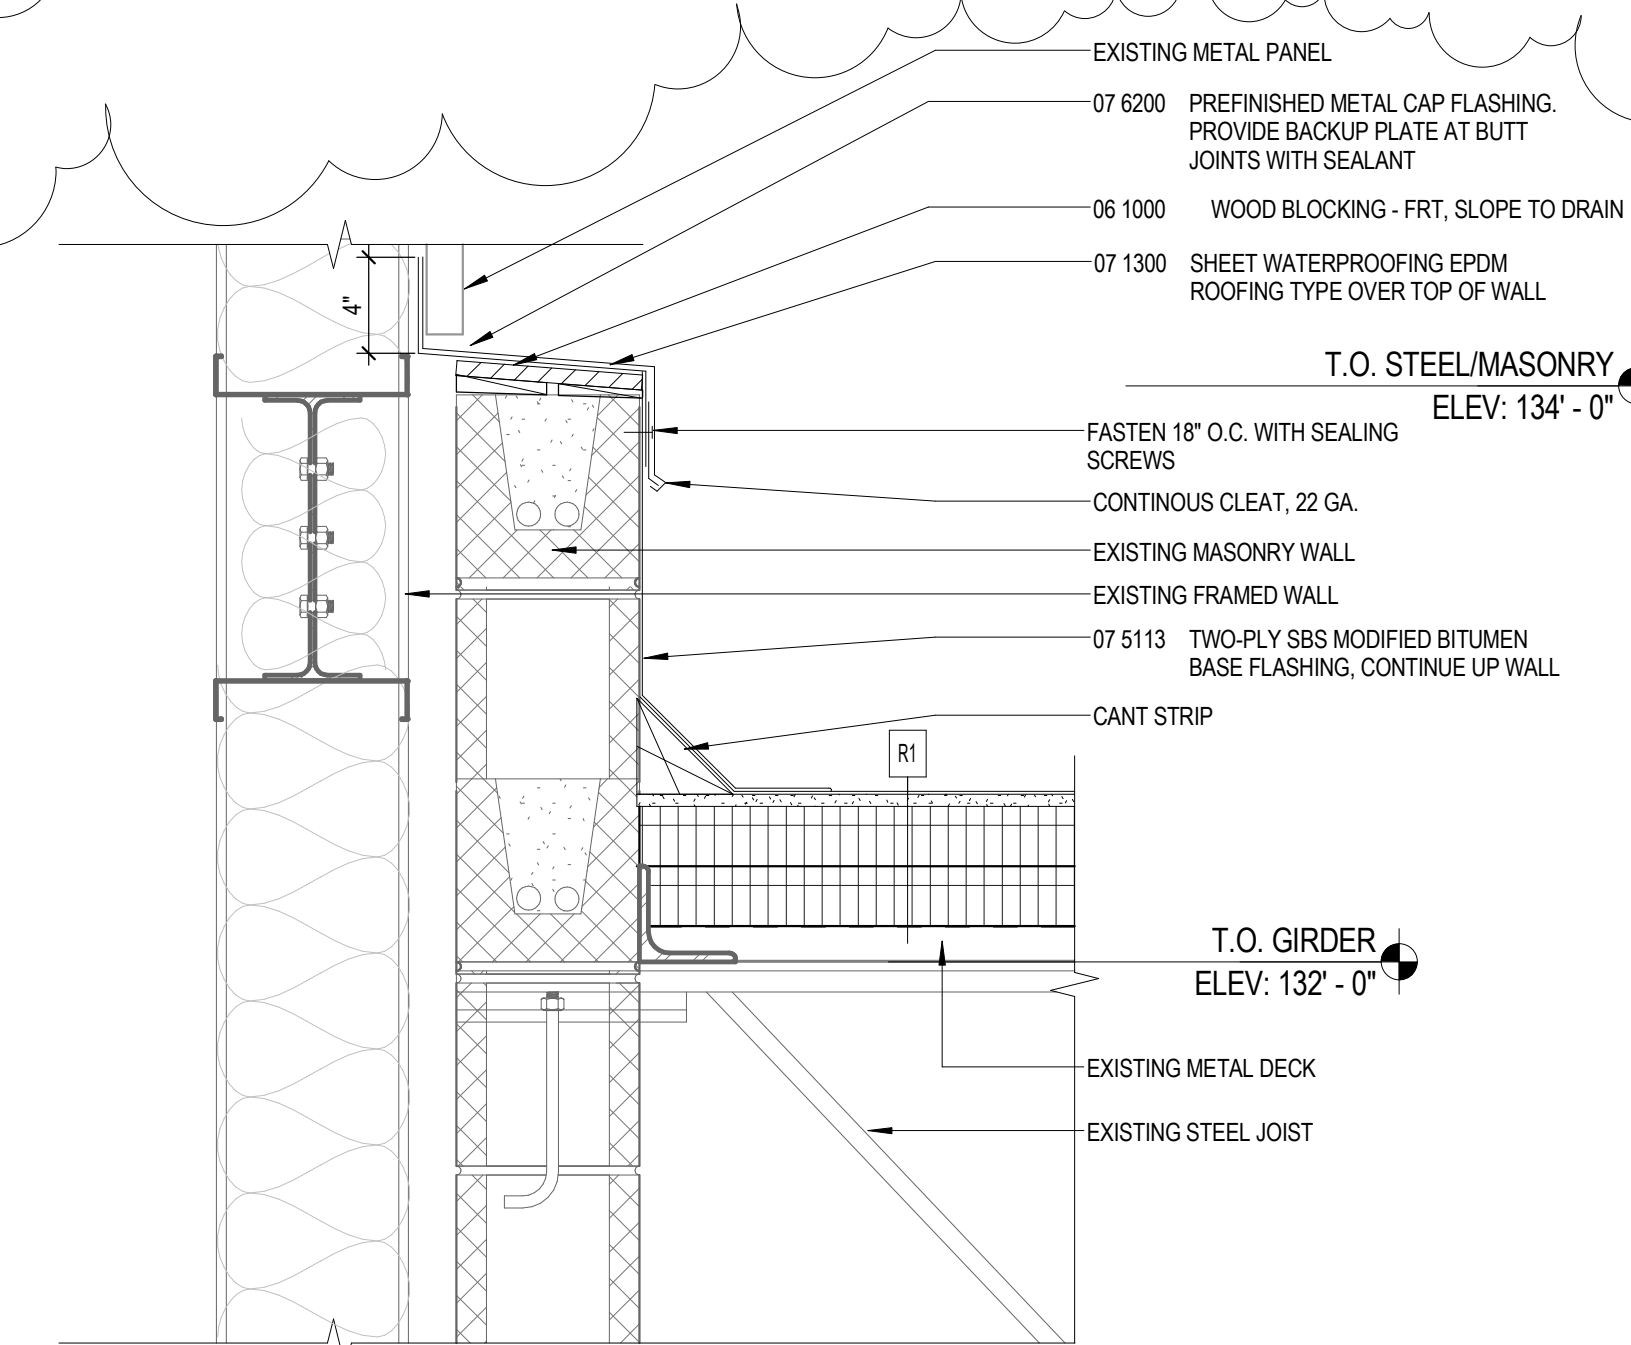 EXISTING METAL PANEL
07 6200 PREFINISHED METAL CAP FLASHING.
PROVIDE BACKUP PLATE AT BUTT
JOINTS WITH SEALANT
06 1000 WOOD BLOCKING - FRT, SLOPE TO DRAIN
07 1300 SHEET WATERPROOFING EPDM
ROOFING TYPE OVER TOP OF WALL
4"
T.O. STEEL/MASONRY
ELEV: 134' - 0"
FASTEN 18" O.C. WITH SEALING
SCREWS
CONTINOUS CLEAT, 22 GA.
EXISTING MASONRY WALL
EXISTING FRAMED WALL
07 5113 TWO-PLY SBS MODIFIED BITUMEN
BASE FLASHING, CONTINUE UP WALL
CANT STRIP
R1
T.O. GIRDER
ELEV: 132' - 0"
EXISTING METAL DECK
EXISTING STEEL JOIST